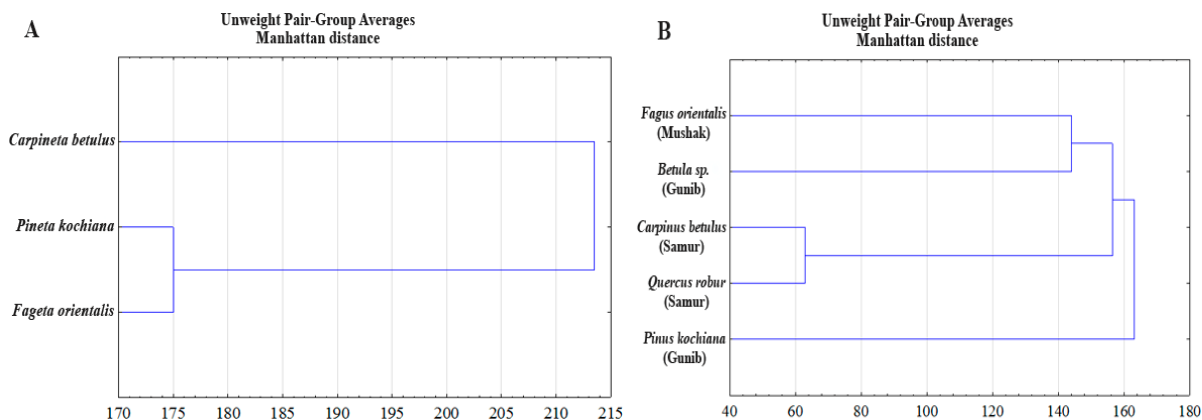 A
Unweight Pair-Group Averages
Manhattan distance
Carpineta betulus
Pineta kochiana
Fageta orientalis
170 175 180 185 190 195 200 205 210 215
B
Unweight Pair-Group Averages
Manhattan distance
Fagus orientalis
(Mushak)
Betula sp.
(Gunib)
Carpinus betulus
(Samur)
Quercus robur
(Samur)
Pinus kochiana
(Gunib)
40 60 80 100 120 140 160 180